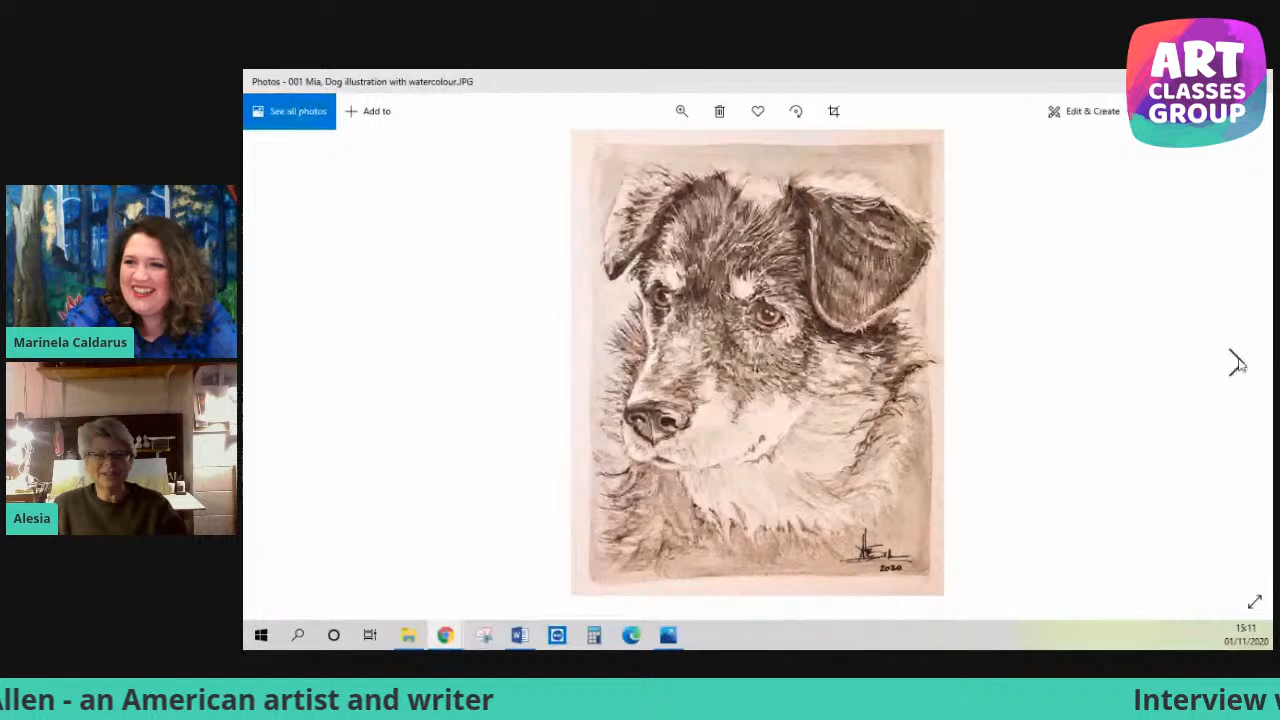 ART
CLASSES
GROUP
Photos - 001 Mia, Dog illustration with watercolour.JPG
See all photos
Add to
Edit & Create
Marinela Caldarus
Alesia
2020
15:11
01/11/2020
Allen - an American artist and writer
Interview